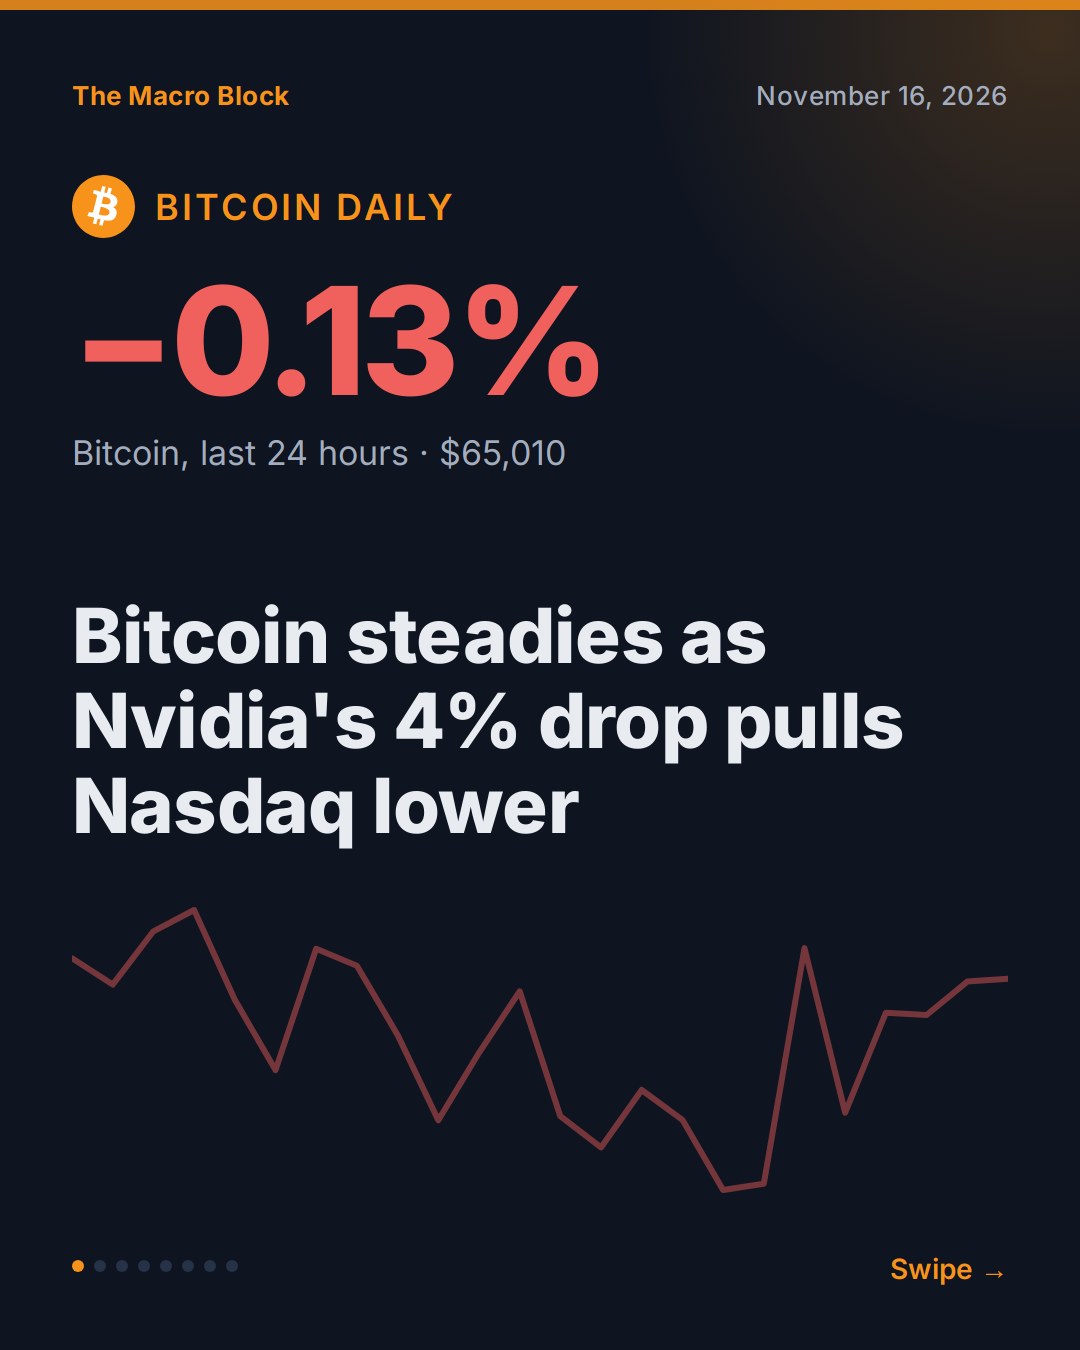 The Macro Block
November 16, 2026
BITCOIN DAILY
−0.13%
Bitcoin, last 24 hours · $65,010
Bitcoin steadies as
Nvidia's 4% drop pulls
Nasdaq lower
Swipe →